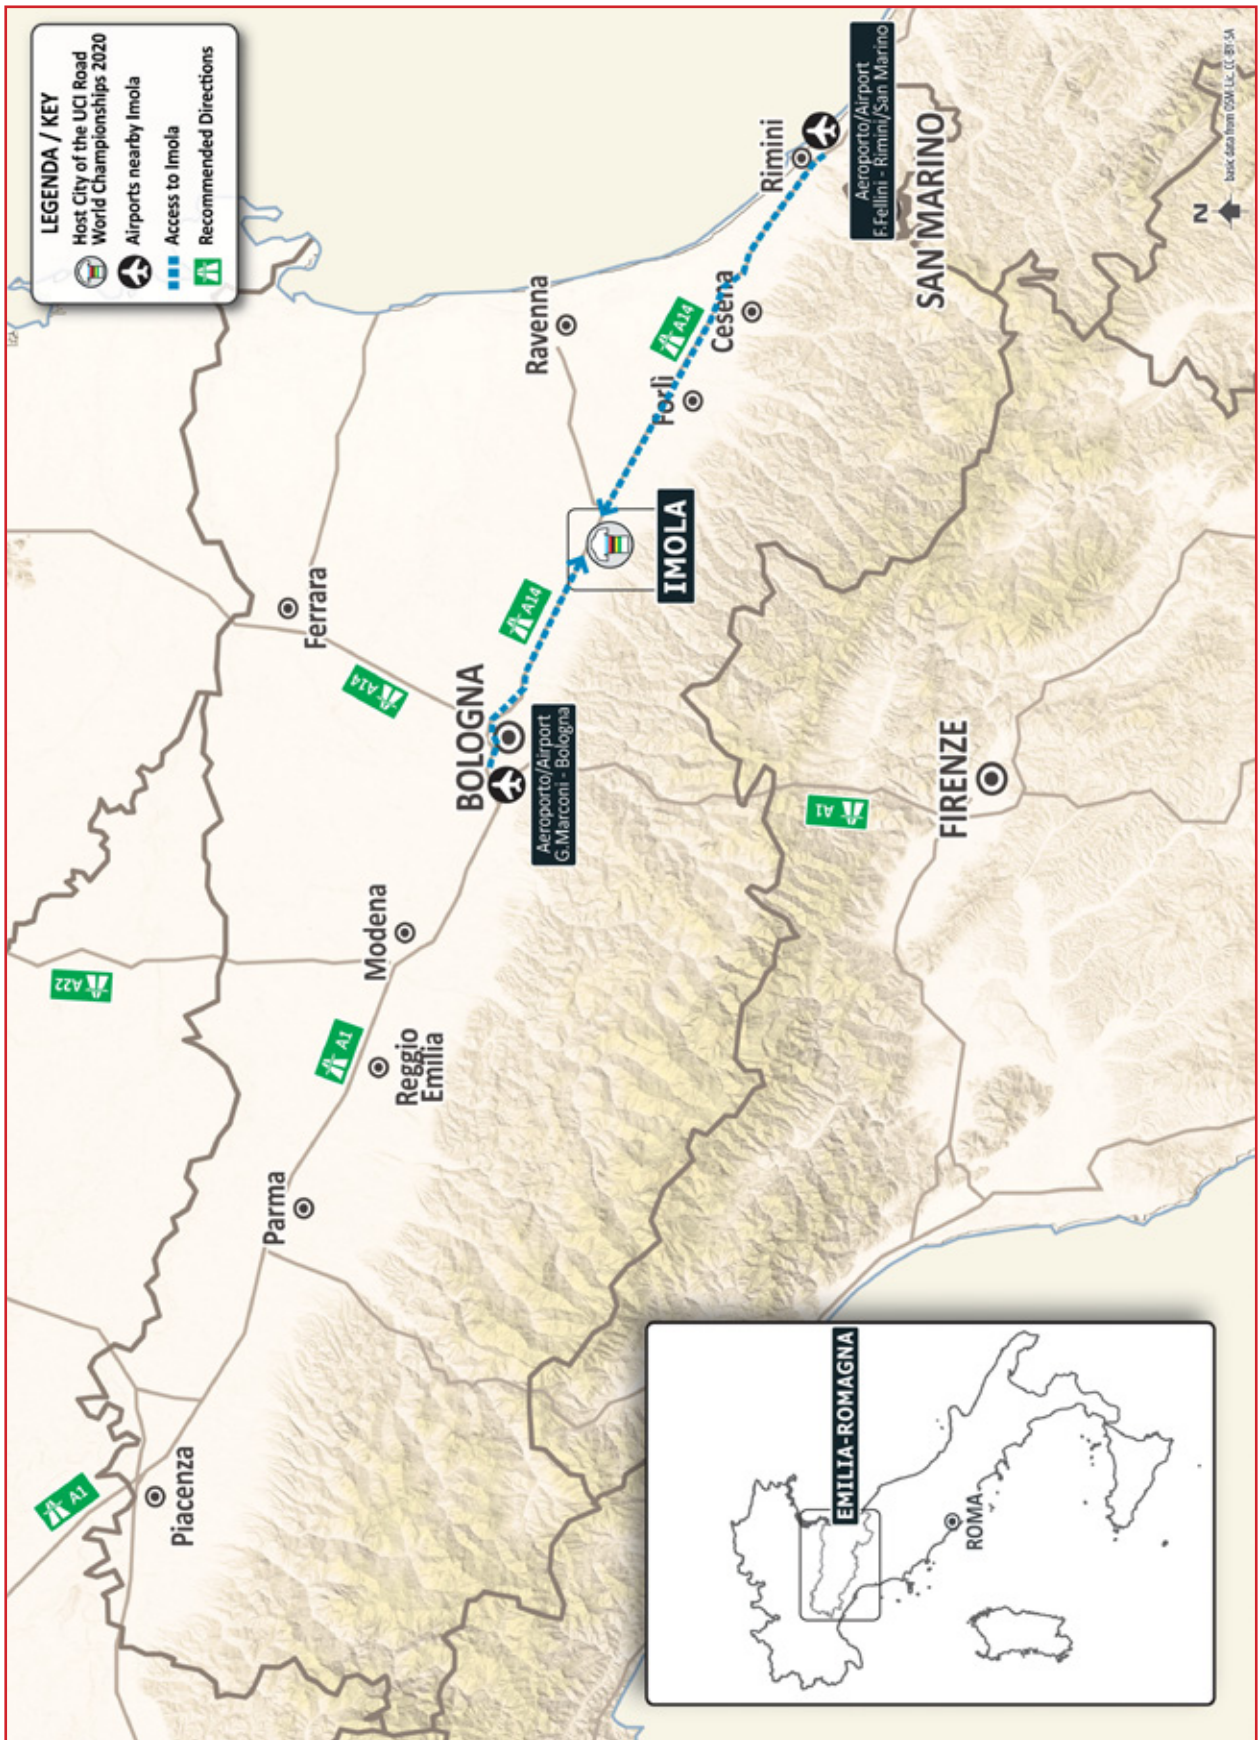 LEGENDA / KEY
Host City of the UCI Road
World Championships 2020
Airports nearby Imola
Access to Imola
Recommended Directions
A1
Piacenza
Parma
A1
Reggio
Emilia
A22
Modena
A14
Ferrara
BOLOGNA
Aeroporto/Airport
G.Marconi - Bologna
A14
IMOLA
Ravenna
Forlì
A14
Cesena
Rimini
Aeroporto/Airport
F.Fellini - Rimini/San Marino
SAN MARINO
A1
FIRENZE
EMILIA-ROMAGNA
ROMA
N
basic data from OSM Lic. CC-BY-SA